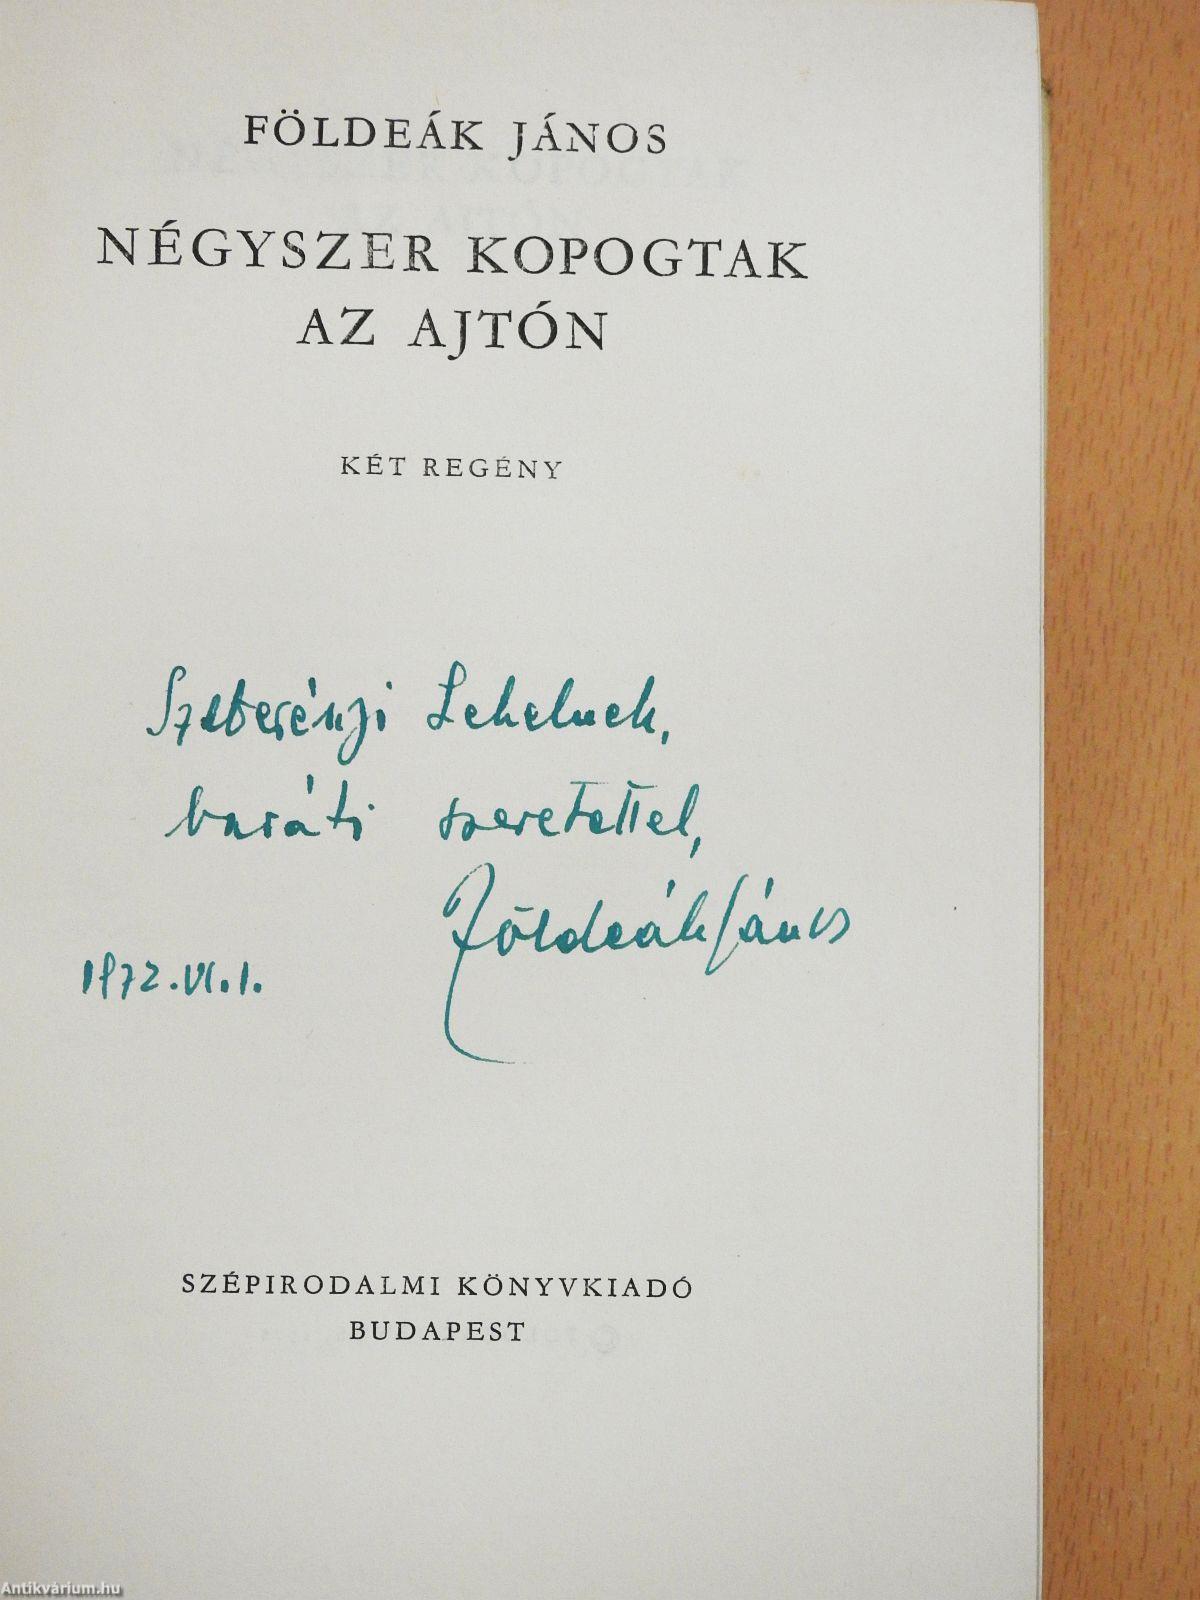 FÖLDEÁK JÁNOS
NÉGYSZER KOPOGTAK
AZ AJTÓN
KÉT REGÉNY
Szeberényi Lehelnek,
baráti szeretettel,
Földeák János
1972. VI. 1.
SZÉPIRODALMI KÖNYVKIADÓ
BUDAPEST
Antikvárium.hu